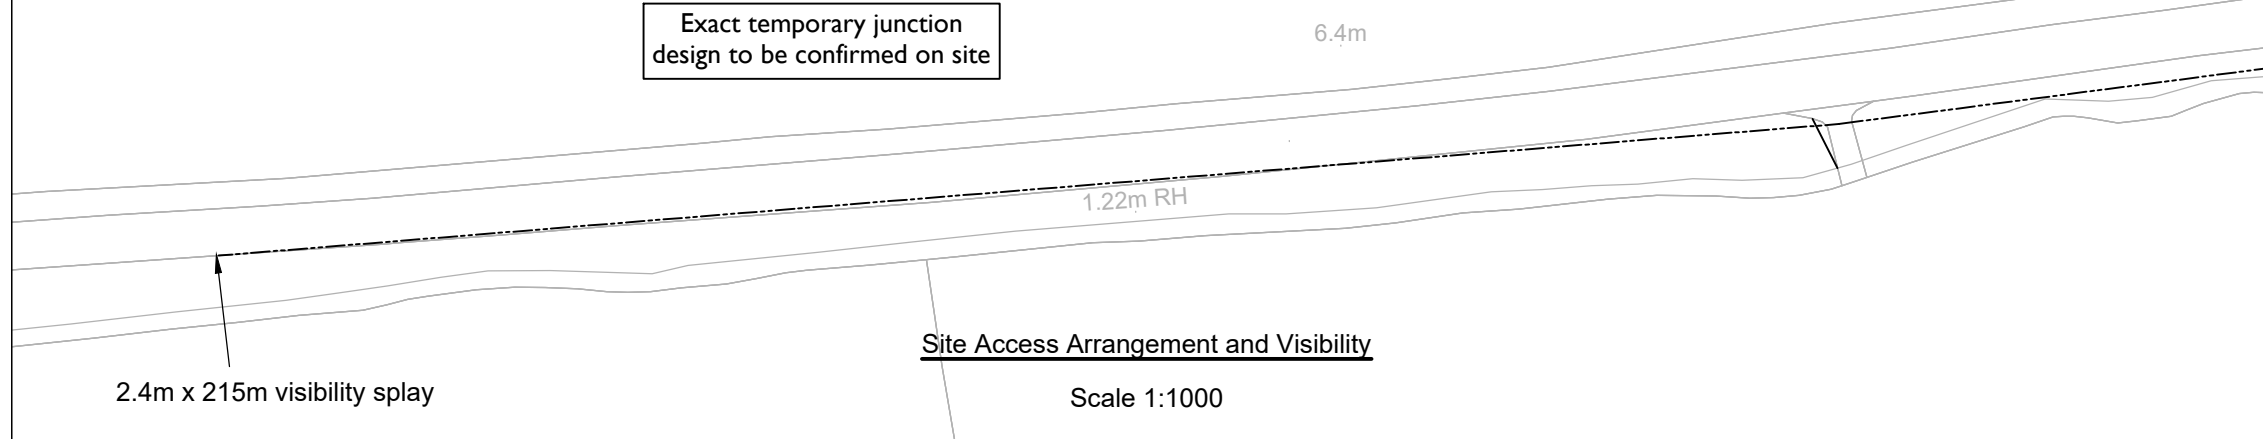 Exact temporary junction
design to be confirmed on site
6.4m
1.22m RH
Site Access Arrangement and Visibility
2.4m x 215m visibility splay
Scale 1:1000